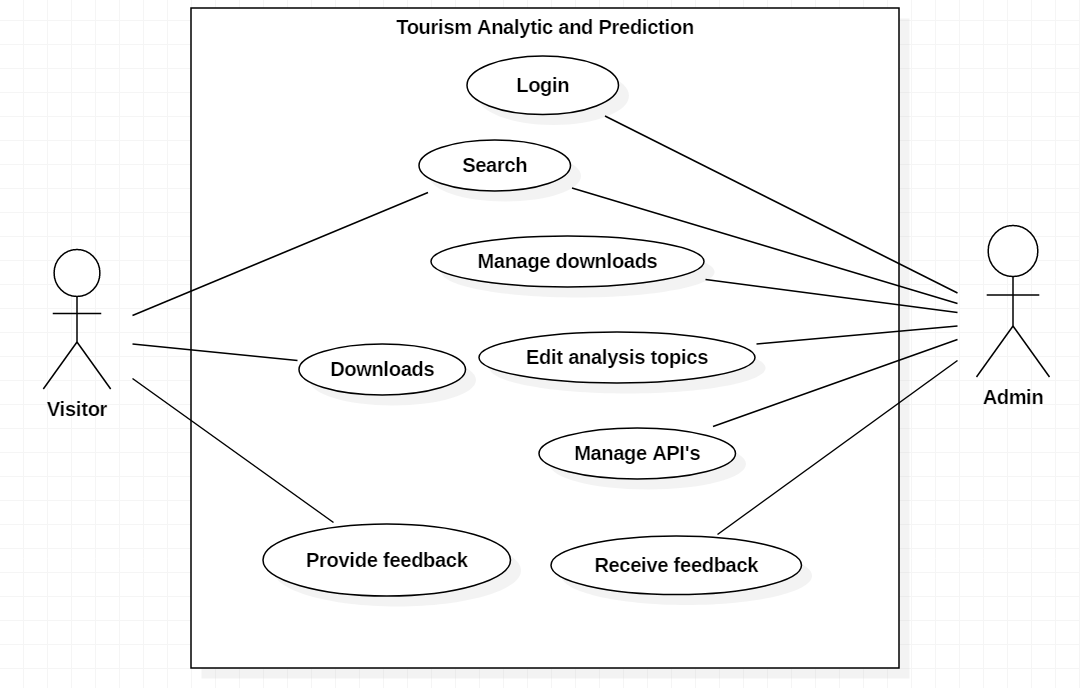 Tourism Analytic and Prediction
Login
Search
Manage downloads
Edit analysis topics
Downloads
Visitor
Admin
Manage API's
Provide feedback
Receive feedback